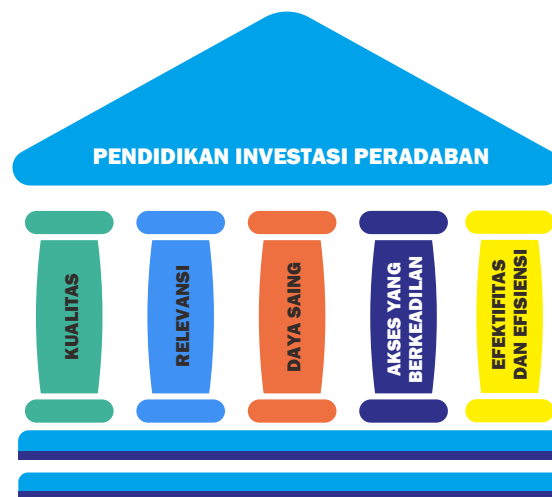 PENDIDIKAN INVESTASI PERADABAN
KUALITAS
RELEVANSI
DAYA SAING
AKSES YANG
BERKEADILAN
EFEKTIFITAS
DAN EFISIENSI